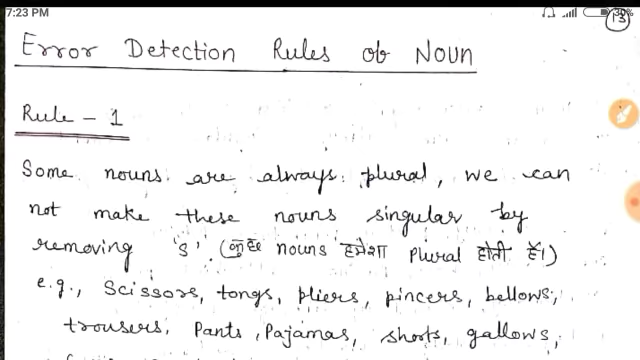 7:23 PM
30%
13
Error Detection Rules of Noun
Rule - 1
Some nouns are always plural, we can
not make these nouns singular by
removing 's'. (कुछ nouns हमेशा plural होती हैं।)
e.g., Scissors, tongs, pliers, pincers, bellows,
trousers, Pants, Pajamas, shorts, gallows,